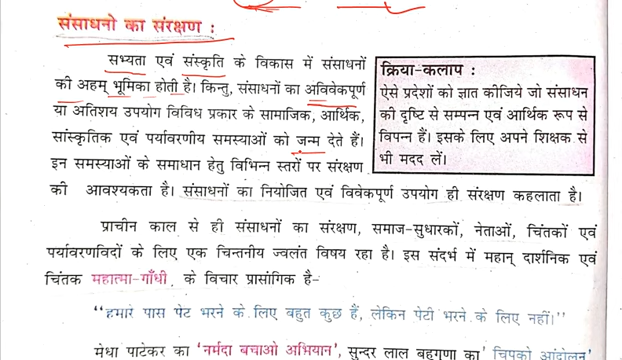 संसाधनो का संरक्षण :
सभ्यता एवं संस्कृति के विकास में संसाधनों
की अहम् भूमिका होती है। किन्तु, संसाधनों का अविवेकपूर्ण
या अतिशय उपयोग विविध प्रकार के सामाजिक, आर्थिक,
सांस्कृतिक एवं पर्यावरणीय समस्याओं को जन्म देते हैं।
इन समस्याओं के समाधान हेतु विभिन्न स्तरों पर संरक्षण
की आवश्यकता है। संसाधनों का नियोजित एवं विवेकपूर्ण उपयोग ही संरक्षण कहलाता है।
क्रिया-कलाप :
ऐसे प्रदेशों को ज्ञात कीजिये जो संसाधन
की दृष्टि से सम्पन्न एवं आर्थिक रूप से
विपन्न हैं। इसके लिए अपने शिक्षक से
भी मदद लें।
प्राचीन काल से ही संसाधनों का संरक्षण, समाज-सुधारकों, नेताओं, चिंतकों एवं
पर्यावरणविदों के लिए एक चिन्तनीय ज्वलंत विषय रहा है। इस संदर्भ में महान् दार्शनिक एवं
चिंतक महात्मा-गाँधी के विचार प्रासंगिक है-
"हमारे पास पेट भरने के लिए बहुत कुछ हैं, लेकिन पेटी भरने के लिए नहीं।"
मेधा पाटेकर का 'नर्मदा बचाओ अभियान', सुन्दर लाल बहुगुणा का 'चिपको आंदोलन'